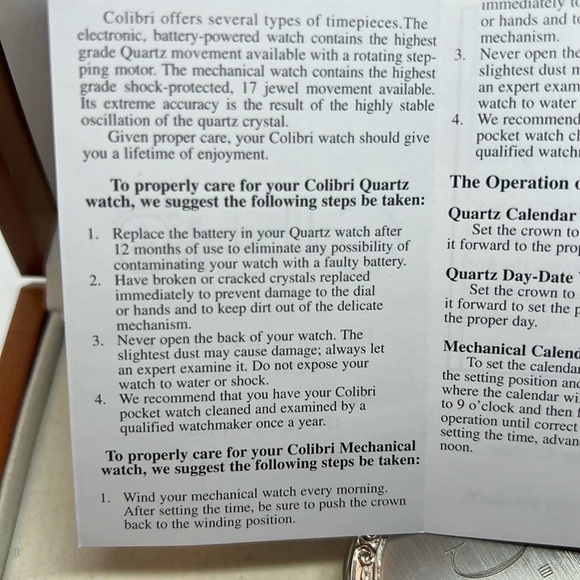 Colibri offers several types of timepieces.The
electronic, battery-powered watch contains the highest
grade Quartz movement available with a rotating step-
ping motor. The mechanical watch contains the highest
grade shock-protected, 17 jewel movement available.
Its extreme accuracy is the result of the highly stable
oscillation of the quartz crystal.
Given proper care, your Colibri watch should give
you a lifetime of enjoyment.
To properly care for your Colibri Quartz
watch, we suggest the following steps be taken:
1. Replace the battery in your Quartz watch after
12 months of use to eliminate any possibility of
contaminating your watch with a faulty battery.
2. Have broken or cracked crystals replaced
immediately to prevent damage to the dial
or hands and to keep dirt out of the delicate
mechanism.
3. Never open the back of your watch. The
slightest dust may cause damage; always let
an expert examine it. Do not expose your
watch to water or shock.
4. We recommend that you have your Colibri
pocket watch cleaned and examined by a
qualified watchmaker once a year.
To properly care for your Colibri Mechanical
watch, we suggest the following steps be taken:
1. Wind your mechanical watch every morning.
After setting the time, be sure to push the crown
back to the winding position.
immediately to
or hands and to
mechanism.
3. Never open the
slightest dust m
an expert exam
watch to water
4. We recommend
pocket watch cl
qualified watch
The Operation o
Quartz Calendar
Set the crown to
it forward to the prop
Quartz Day-Date
Set the crown to
it forward to set the p
the proper day.
Mechanical Calend
To set the calenda
the setting position and
where the calendar wi
to 9 o'clock and then f
operation until correct
setting the time, advan
noon.